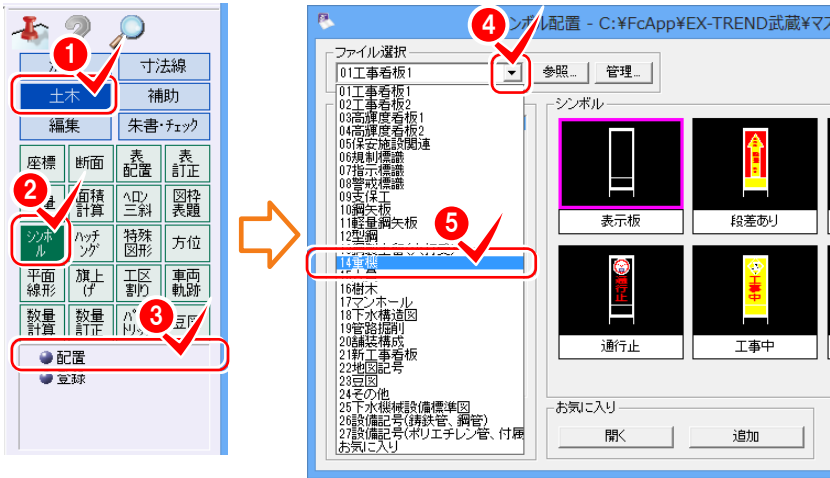 寸法線
土木
補助
編集
朱書・チェック
座標
断面
表
配置
表
訂正
面積
計算
ヘロン
三斜
図枠
表題
シンボ
ル
ハッチ
ング
特殊
図形
方位
平面
線形
旗上
げ
工区
割り
車両
軌跡
数量
計算
数量
訂正
豆図
配置
登録
1
2
3
シンボル配置 - C:¥FcApp¥EX-TREND武蔵¥マス
4
ファイル選択
01工事看板1
参照...
管理...
01工事看板1
02工事看板2
03高輝度看板1
04高輝度看板2
05保安施設関連
06規制標識
07指示標識
08警戒標識
09支保工
10鋼矢板
11軽量鋼矢板
12型鋼
14重機
16樹木
17マンホール
18下水構造図
19管路掘削
20舗装構成
21新工事看板
22地図記号
23豆図
24その他
25下水機械設備標準図
26設備記号(鋳鉄管、鋼管)
27設備記号(ポリエチレン管、付属
お気に入り
5
シンボル
表示板
段差あり
通行止
通行止
工事中
工事中
お気に入り
開く
追加